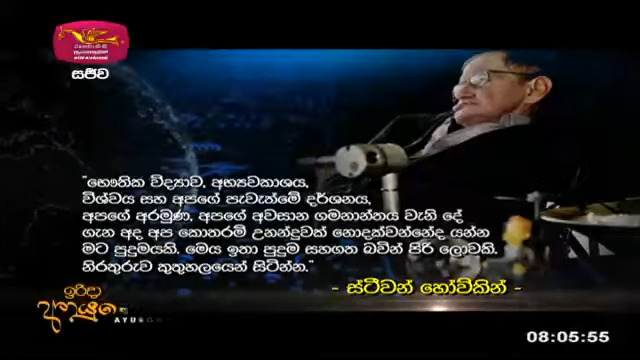 සජීව
"භෞතික විද්‍යාව, අභ්‍යවකාශය,
විශ්වය සහ අපගේ පැවැත්මේ දර්ශනය,
අපගේ අරමුණ, අපගේ අවසාන ගමනාන්තය වැනි දේ
ගැන අද අප කොතරම් උනන්දුවක් නොදක්වන්නේද යන්න
මට පුදුමයකි. මෙය ඉතා පුදුම සහගත බවින් පිරි ලොවකි.
නිරතුරුව කුතුහලයෙන් සිටින්න."
- ස්ටීවන් හෝව්කින් -
ඉරිදා
08:05:55